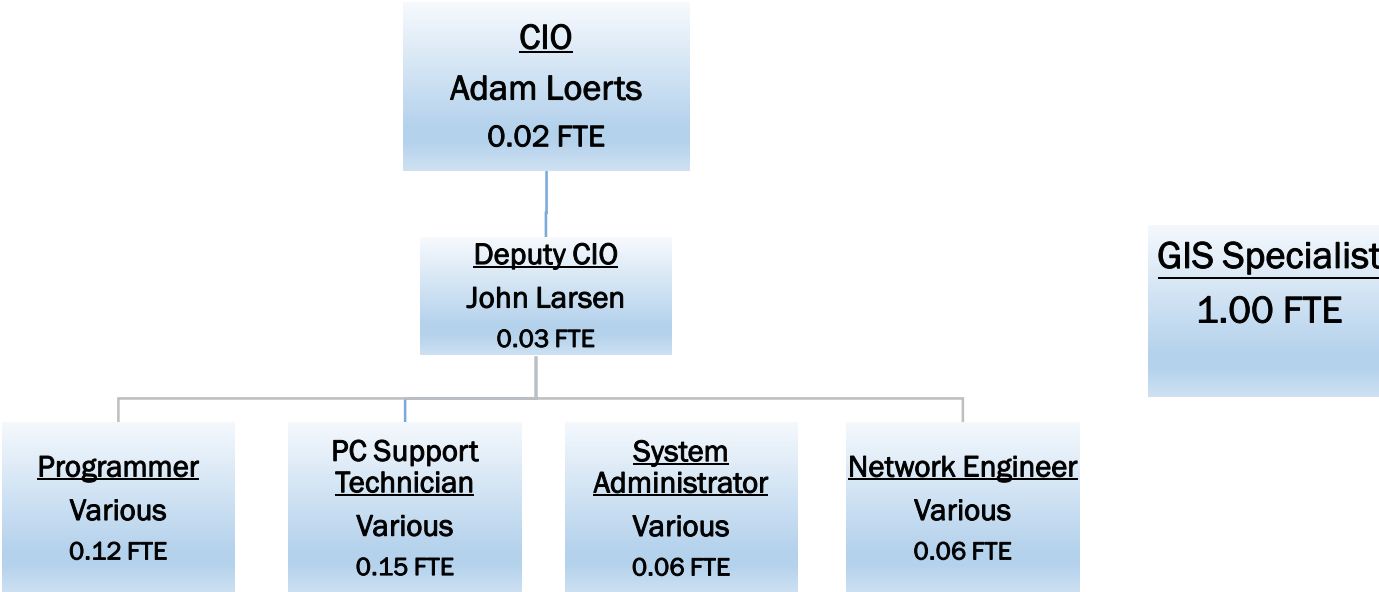 CIO
Adam Loerts
0.02 FTE
Deputy CIO
John Larsen
0.03 FTE
GIS Specialist
1.00 FTE
Programmer
Various
0.12 FTE
PC Support
Technician
Various
0.15 FTE
System
Administrator
Various
0.06 FTE
Network Engineer
Various
0.06 FTE